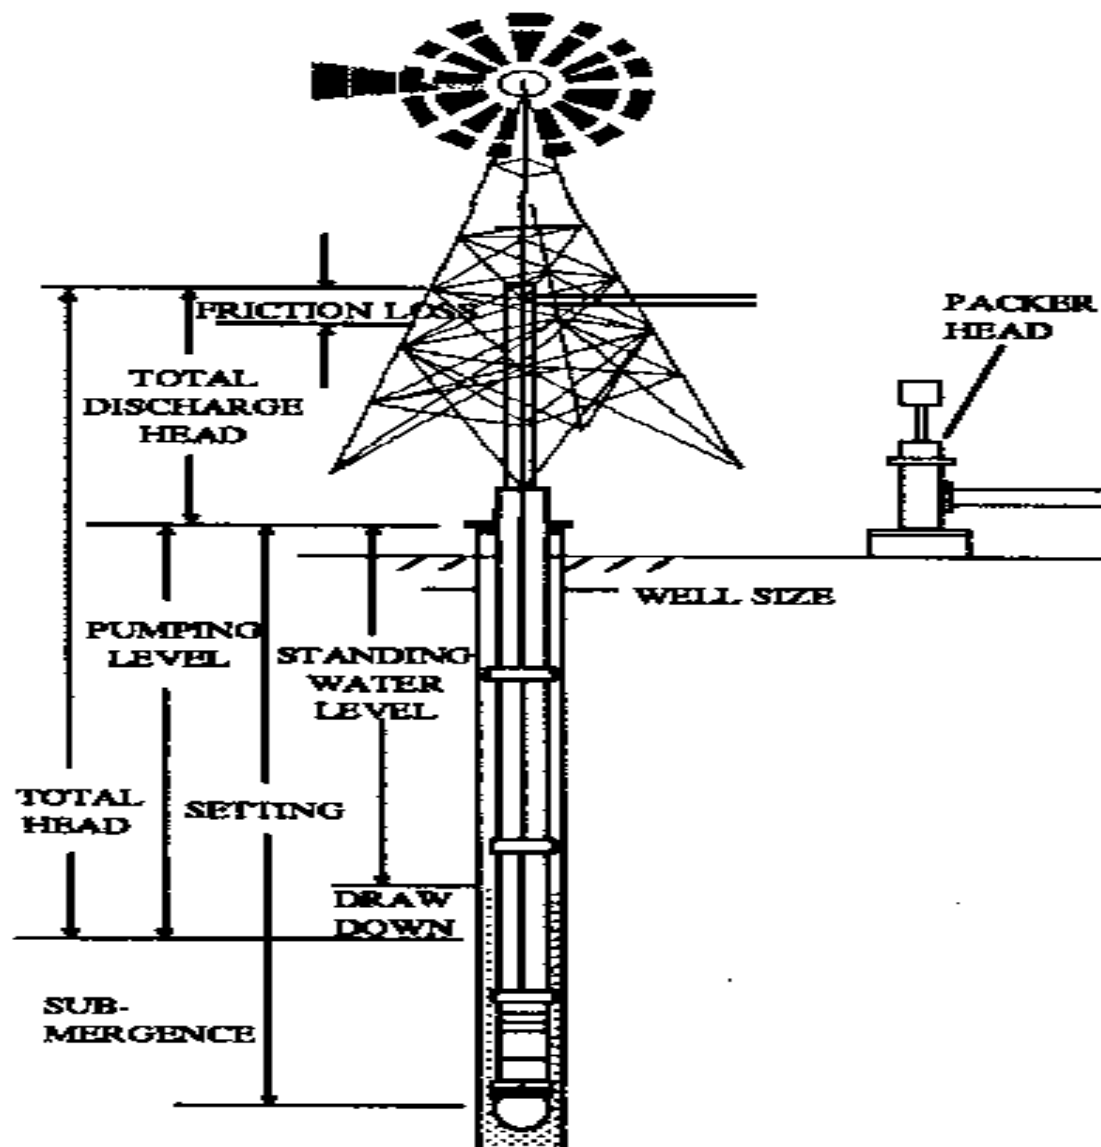 FRICTION LOSS
PACKER
HEAD
TOTAL
DISCHARGE
HEAD
WELL SIZE
PUMPING
LEVEL
STANDING
WATER
LEVEL
TOTAL
HEAD
SETTING
DRAW
DOWN
SUB-
MERGENCE